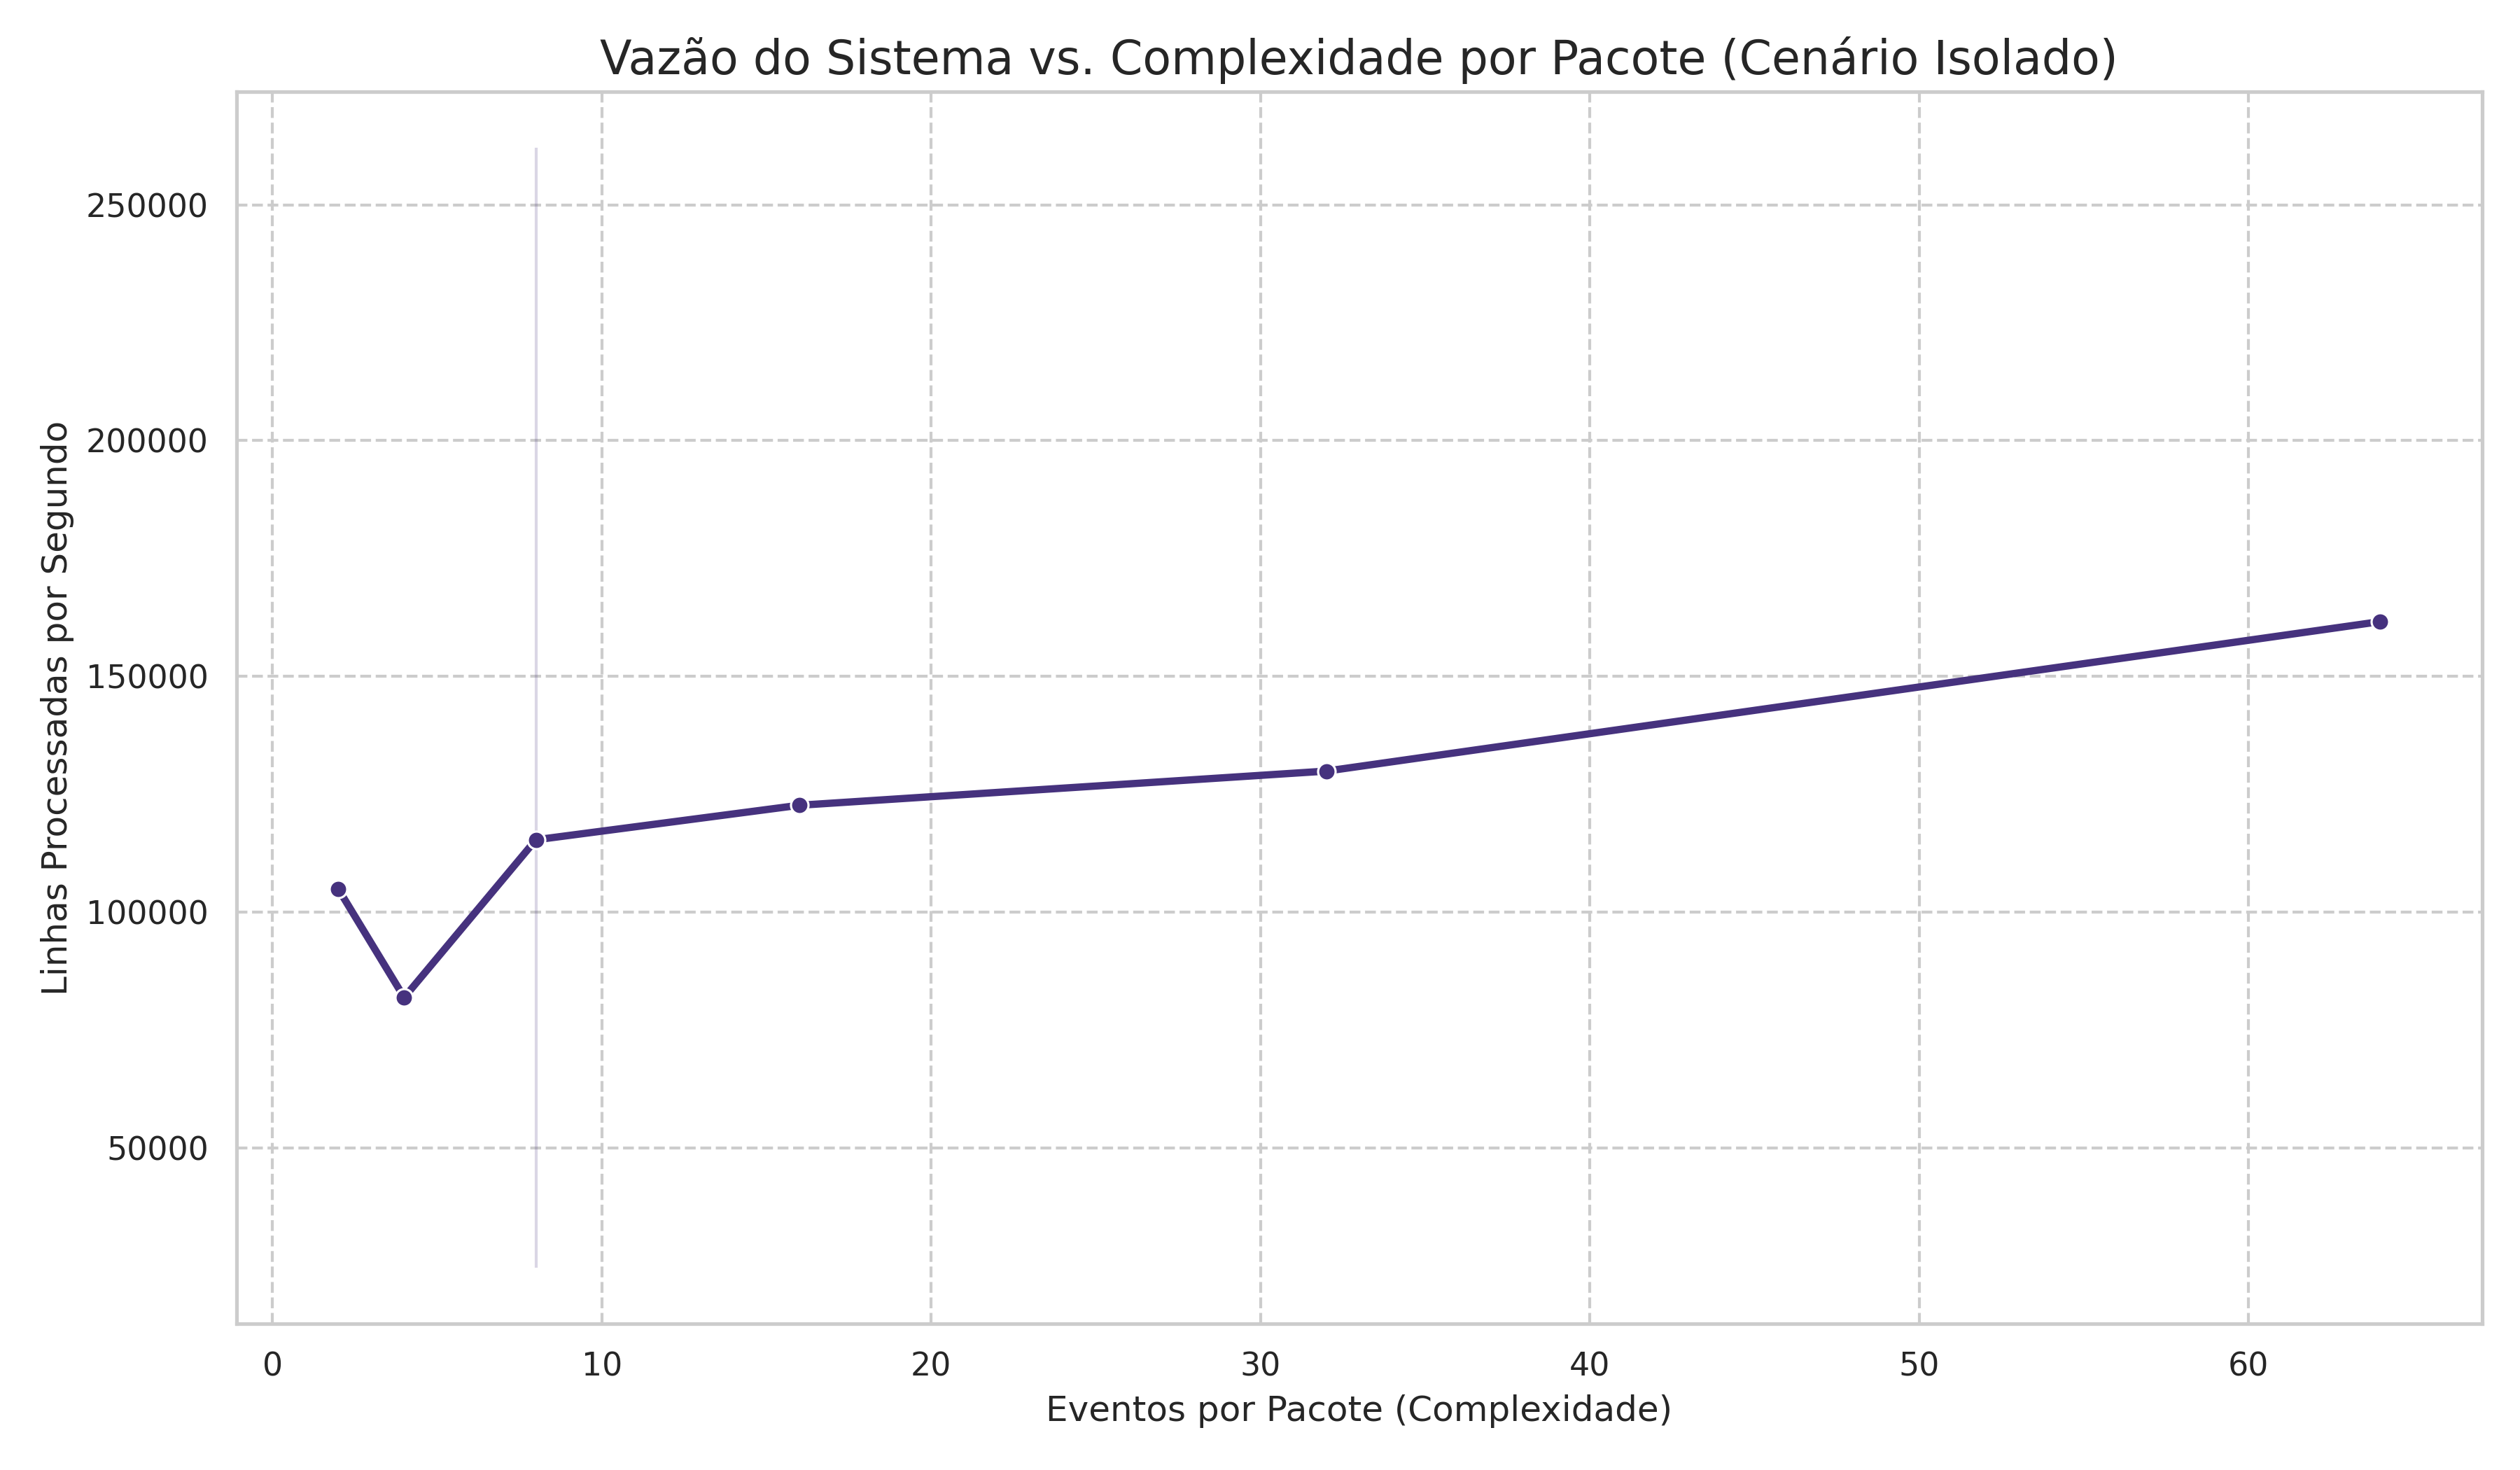 Vazão do Sistema vs. Complexidade por Pacote (Cenário Isolado)
Linhas Processadas por Segundo
250000
200000
150000
100000
50000
0 10 20 30 40 50 60
Eventos por Pacote (Complexidade)